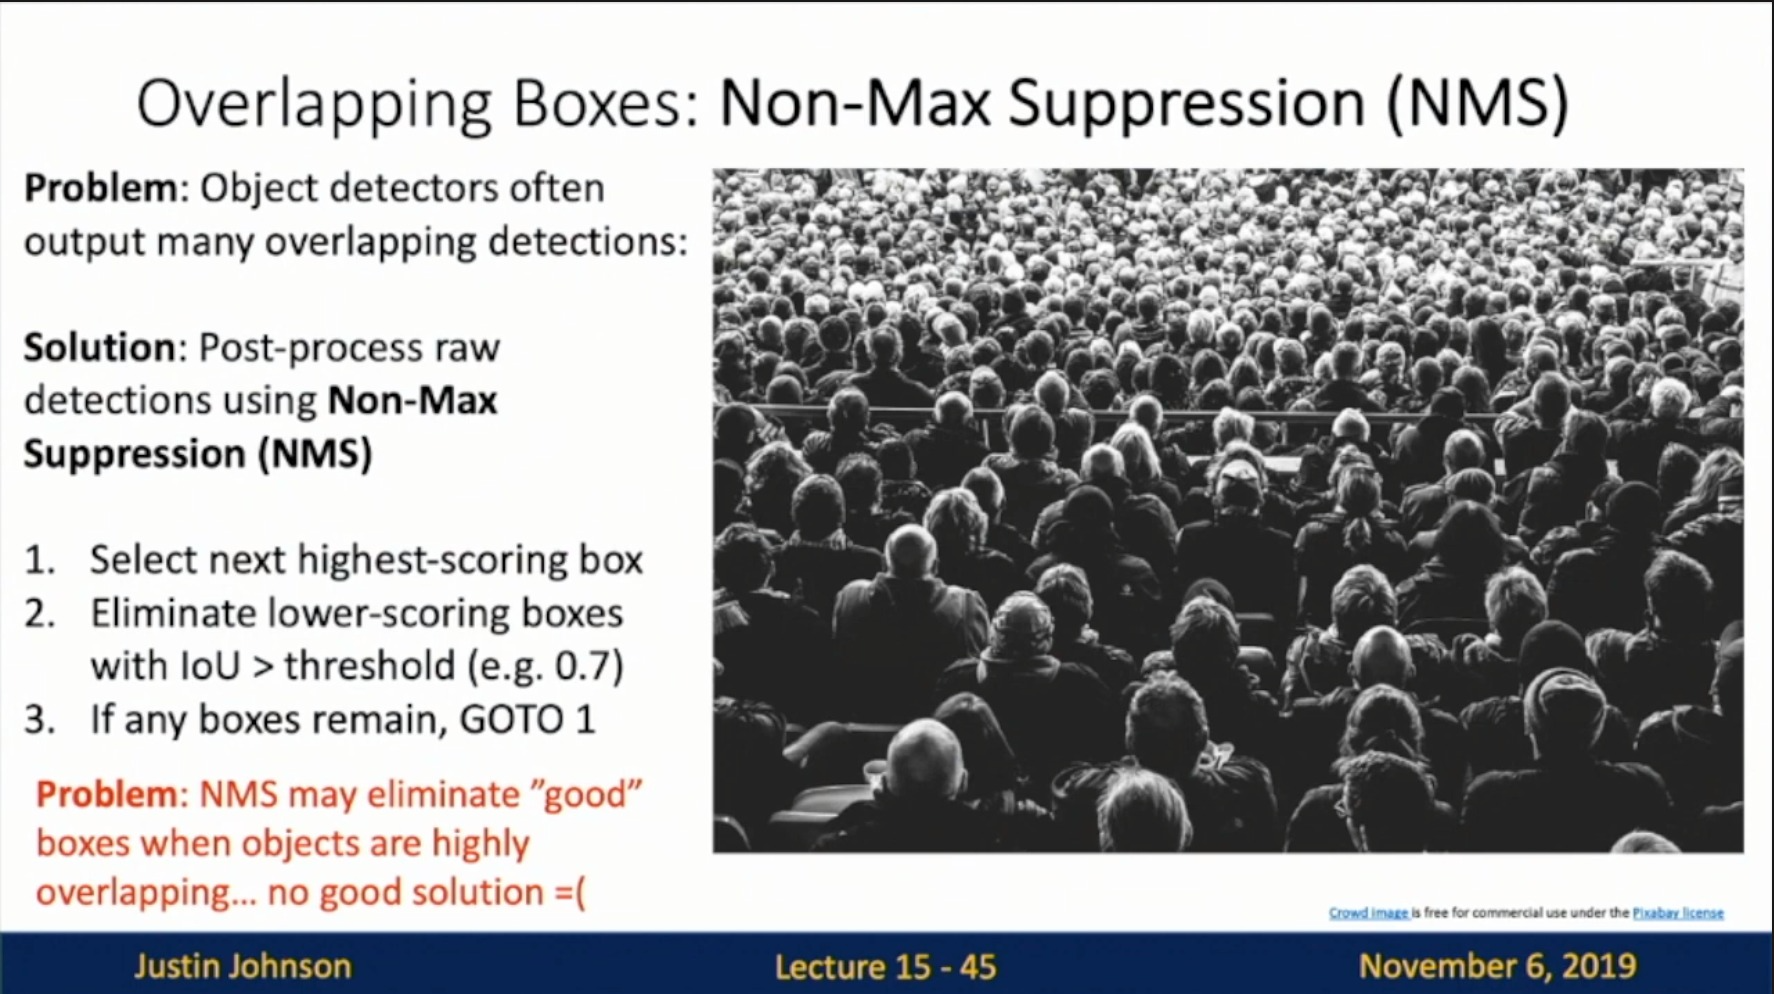 Overlapping Boxes: Non-Max Suppression (NMS)
Problem: Object detectors often
output many overlapping detections:
Solution: Post-process raw
detections using Non-Max
Suppression (NMS)
1. Select next highest-scoring box
2. Eliminate lower-scoring boxes
with IoU > threshold (e.g. 0.7)
3. If any boxes remain, GOTO 1
Problem: NMS may eliminate ”good”
boxes when objects are highly
overlapping... no good solution =(
Crowd image is free for commercial use under the Pixabay license
Justin Johnson
Lecture 15 - 45
November 6, 2019